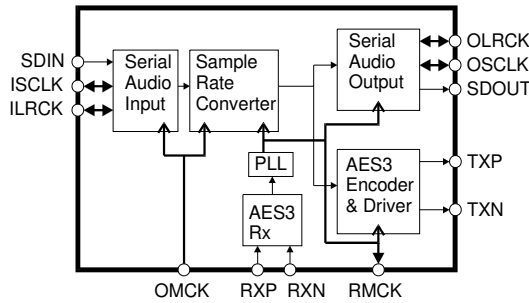 SDIN
ISCLK
ILRCK
Serial
Audio
Input
Sample
Rate
Converter
Serial
Audio
Output
OLRCK
OSCLK
SDOUT
PLL
AES3
Rx
AES3
Encoder
& Driver
TXP
TXN
OMCK
RXP
RXN
RMCK